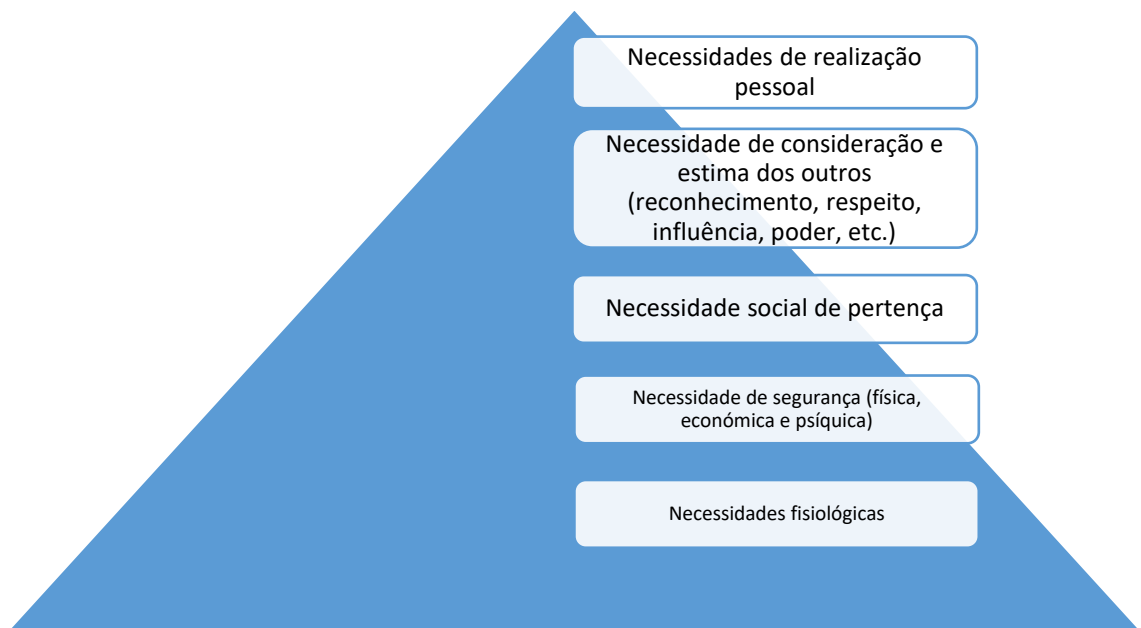 Necessidades de realização
pessoal
Necessidade de consideração e
estima dos outros
(reconhecimento, respeito,
influência, poder, etc.)
Necessidade social de pertença
Necessidade de segurança (física,
económica e psíquica)
Necessidades fisiológicas